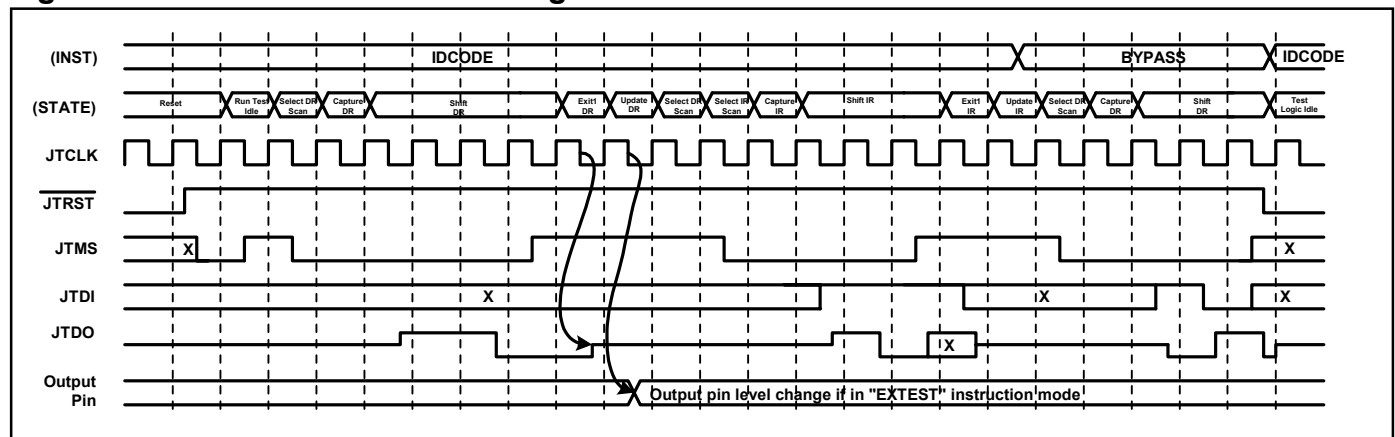 (INST)
IDCODE
BYPASS
IDCODE
(STATE)
Reset
Run Test
Idle
Select DR
Scan
Capture
DR
Shift
DR
Exit1
DR
Update
DR
Select DR
Scan
Select IR
Scan
Capture
IR
Shift IR
Exit1
IR
Update
IR
Select DR
Scan
Capture
DR
Shift
DR
Test
Logic Idle
JTCLK
JTRST
JTMS
X
X
JTDI
X
X
X
JTDO
X
Output
Pin
Output pin level change if in "EXTEST" instruction mode